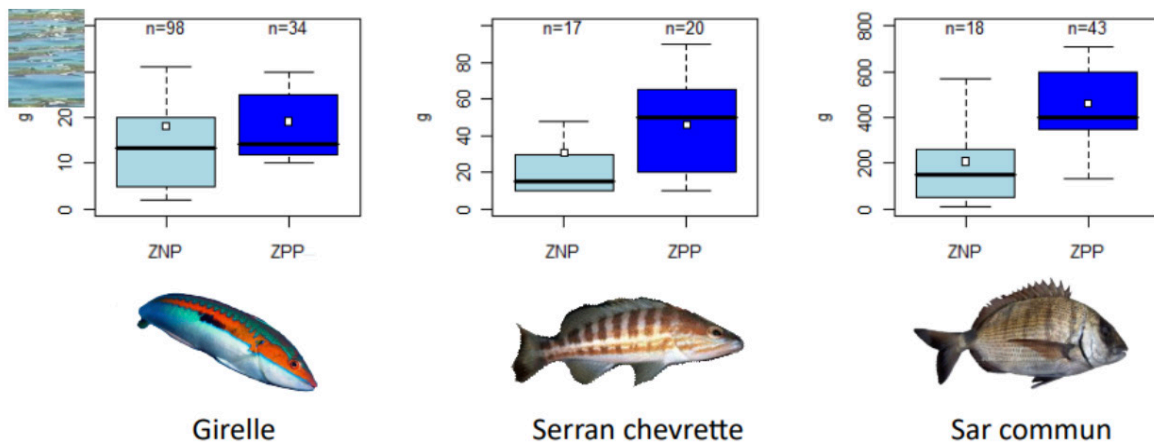 n=98 n=34
g
20
10
0
ZNP ZPP
n=17 n=20
g
80
60
40
20
0
ZNP ZPP
n=18 n=43
g
800
600
400
200
0
ZNP ZPP
Girelle
Serran chevrette
Sar commun